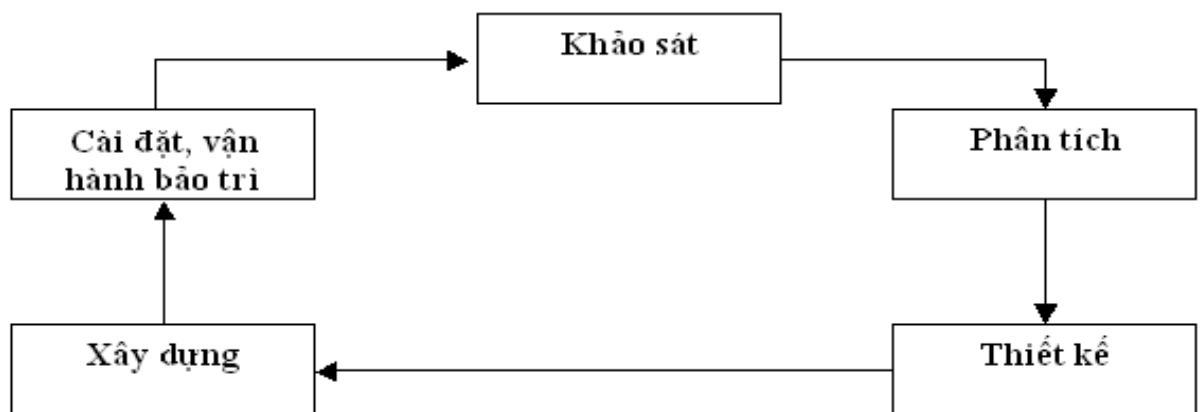 Khảo sát
Cài đặt, vận
hành bảo trì
Phân tích
Xây dựng
Thiết kế